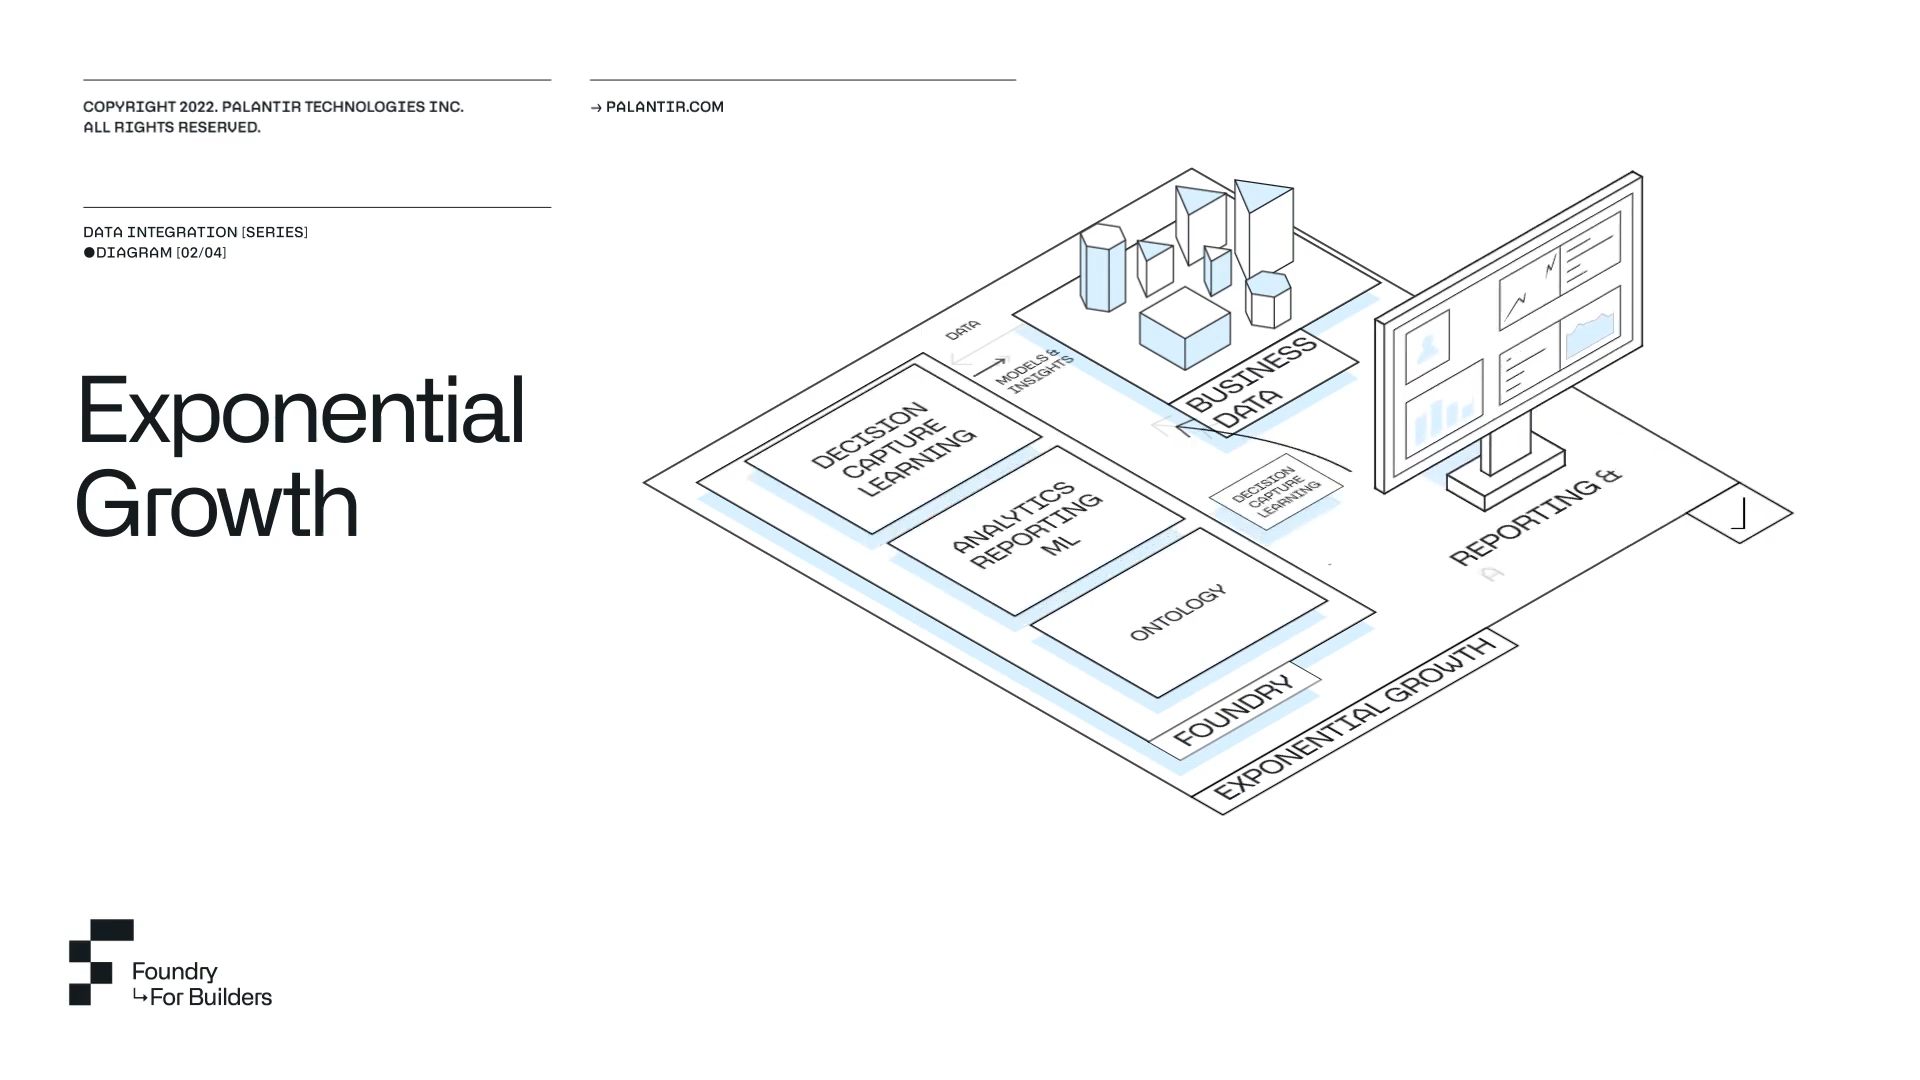 COPYRIGHT 2022. PALANTIR TECHNOLOGIES INC.
ALL RIGHTS RESERVED.
→ PALANTIR.COM
DATA INTEGRATION [SERIES]
●DIAGRAM [02/04]
Exponential
Growth
DATA
MODELS &
INSIGHTS
BUSINESS
DATA
DECISION
CAPTURE
LEARNING
ANALYTICS
REPORTING
ML
ONTOLOGY
DECISION
CAPTURE
LEARNING
REPORTING &
A
FOUNDRY
EXPONENTIAL GROWTH
Foundry
↳For Builders